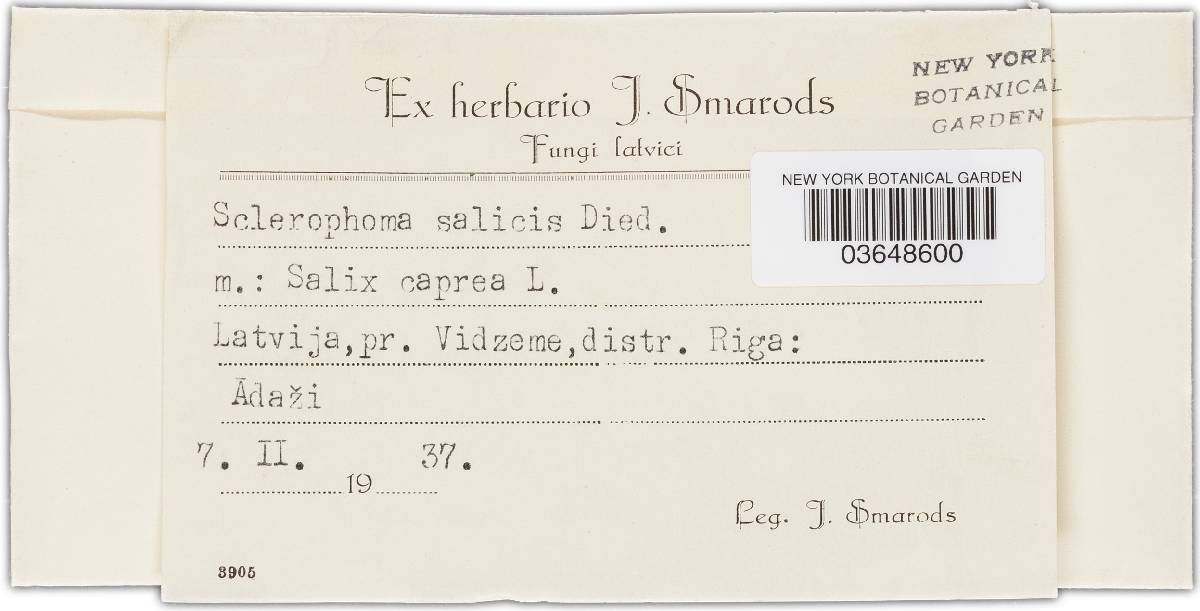 Ex herbario J. Smarods
Fungi latvici
NEW YORK
BOTANICAL
GARDEN
NEW YORK BOTANICAL GARDEN
03648600
Sclerophoma salicis Died.
m.: Salix caprea L.
Latvija,pr. Vidzeme,distr. Riga:
Ādaži
7. II. 19 37.
Leg. J. Smarods
3905